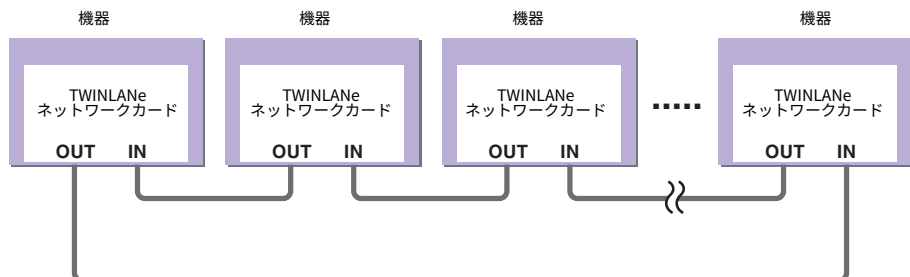 機器
機器
機器
機器
TWINLANe
ネットワークカード
OUT IN
TWINLANe
ネットワークカード
OUT IN
TWINLANe
ネットワークカード
OUT IN
.....
TWINLANe
ネットワークカード
OUT IN